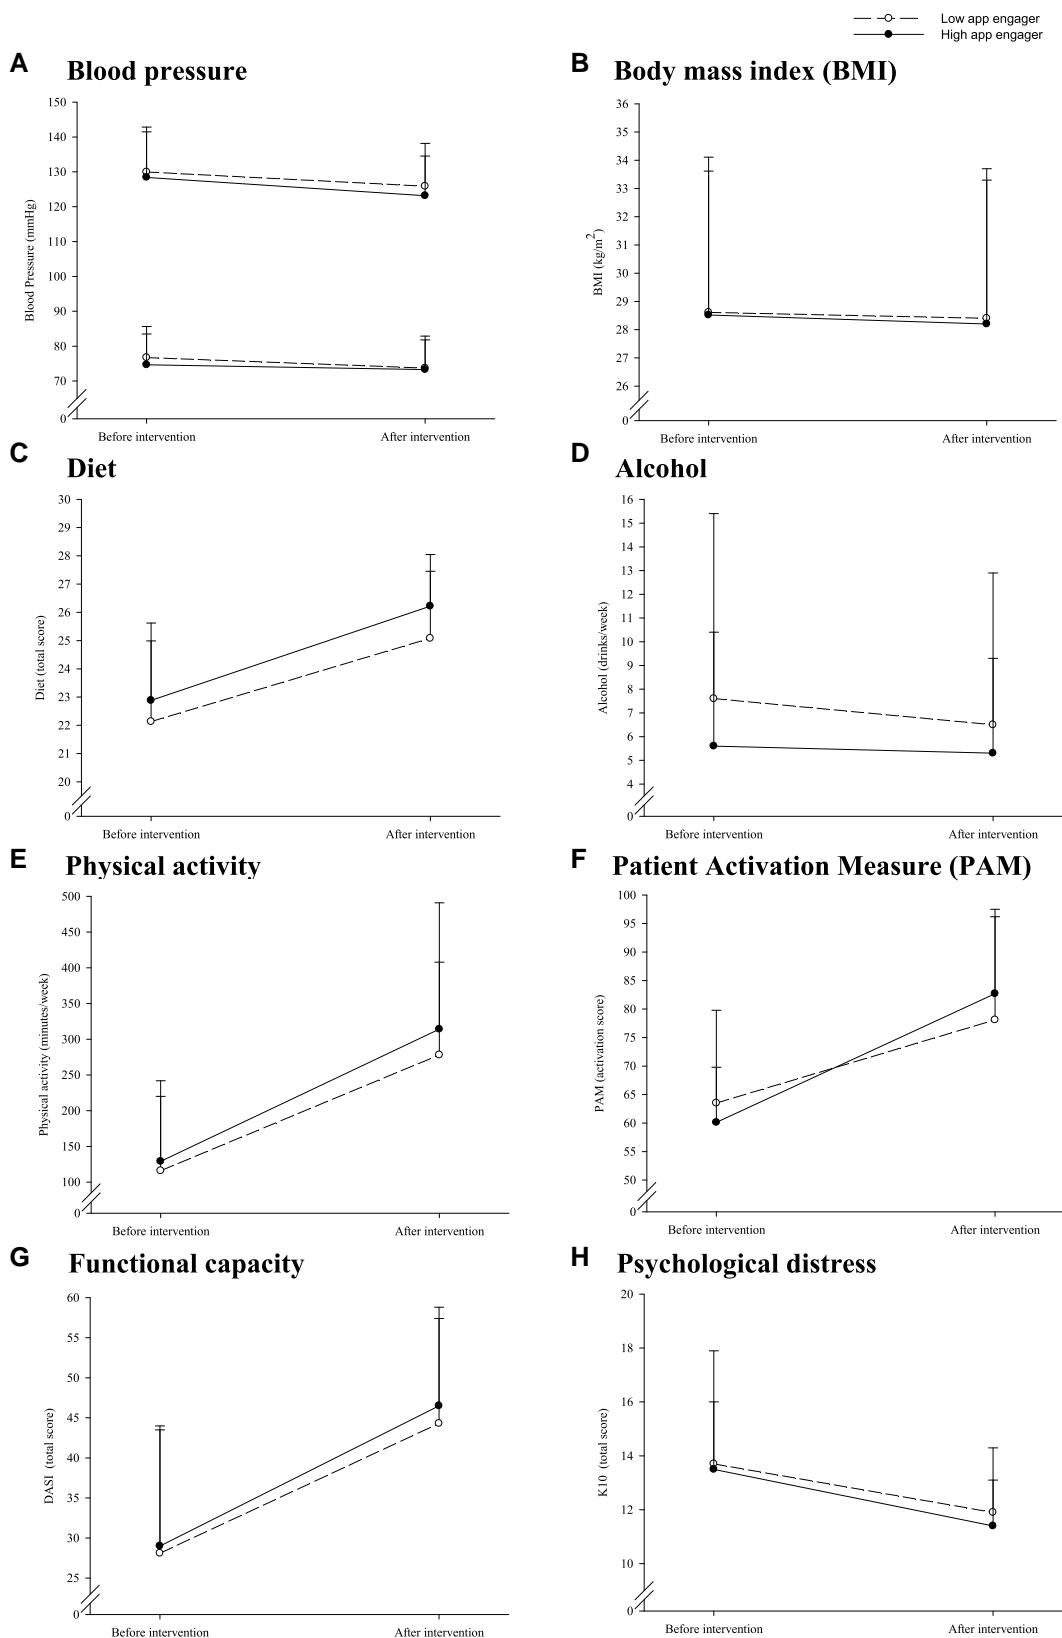 Low app engager
High app engager
A Blood pressure
Blood Pressure (mmHg)
150
140
130
120
110
100
90
80
70
0
Before intervention
After intervention
B Body mass index (BMI)
BMI (kg/m2)
36
35
34
33
32
31
30
29
28
27
26
0
Before intervention
After intervention
C Diet
Diet (total score)
30
29
28
27
26
25
24
23
22
21
20
0
Before intervention
After intervention
D Alcohol
Alcohol (drinks/week)
16
15
14
13
12
11
10
9
8
7
6
5
4
0
Before intervention
After intervention
E Physical activity
Physical activity (minutes/week)
500
450
400
350
300
250
200
150
100
0
Before intervention
After intervention
F Patient Activation Measure (PAM)
PAM (activation score)
100
95
90
85
80
75
70
65
60
55
50
0
Before intervention
After intervention
G Functional capacity
DASI (total score)
60
55
50
45
40
35
30
25
0
Before intervention
After intervention
H Psychological distress
K10 (total score)
20
18
16
14
12
10
0
Before intervention
After intervention